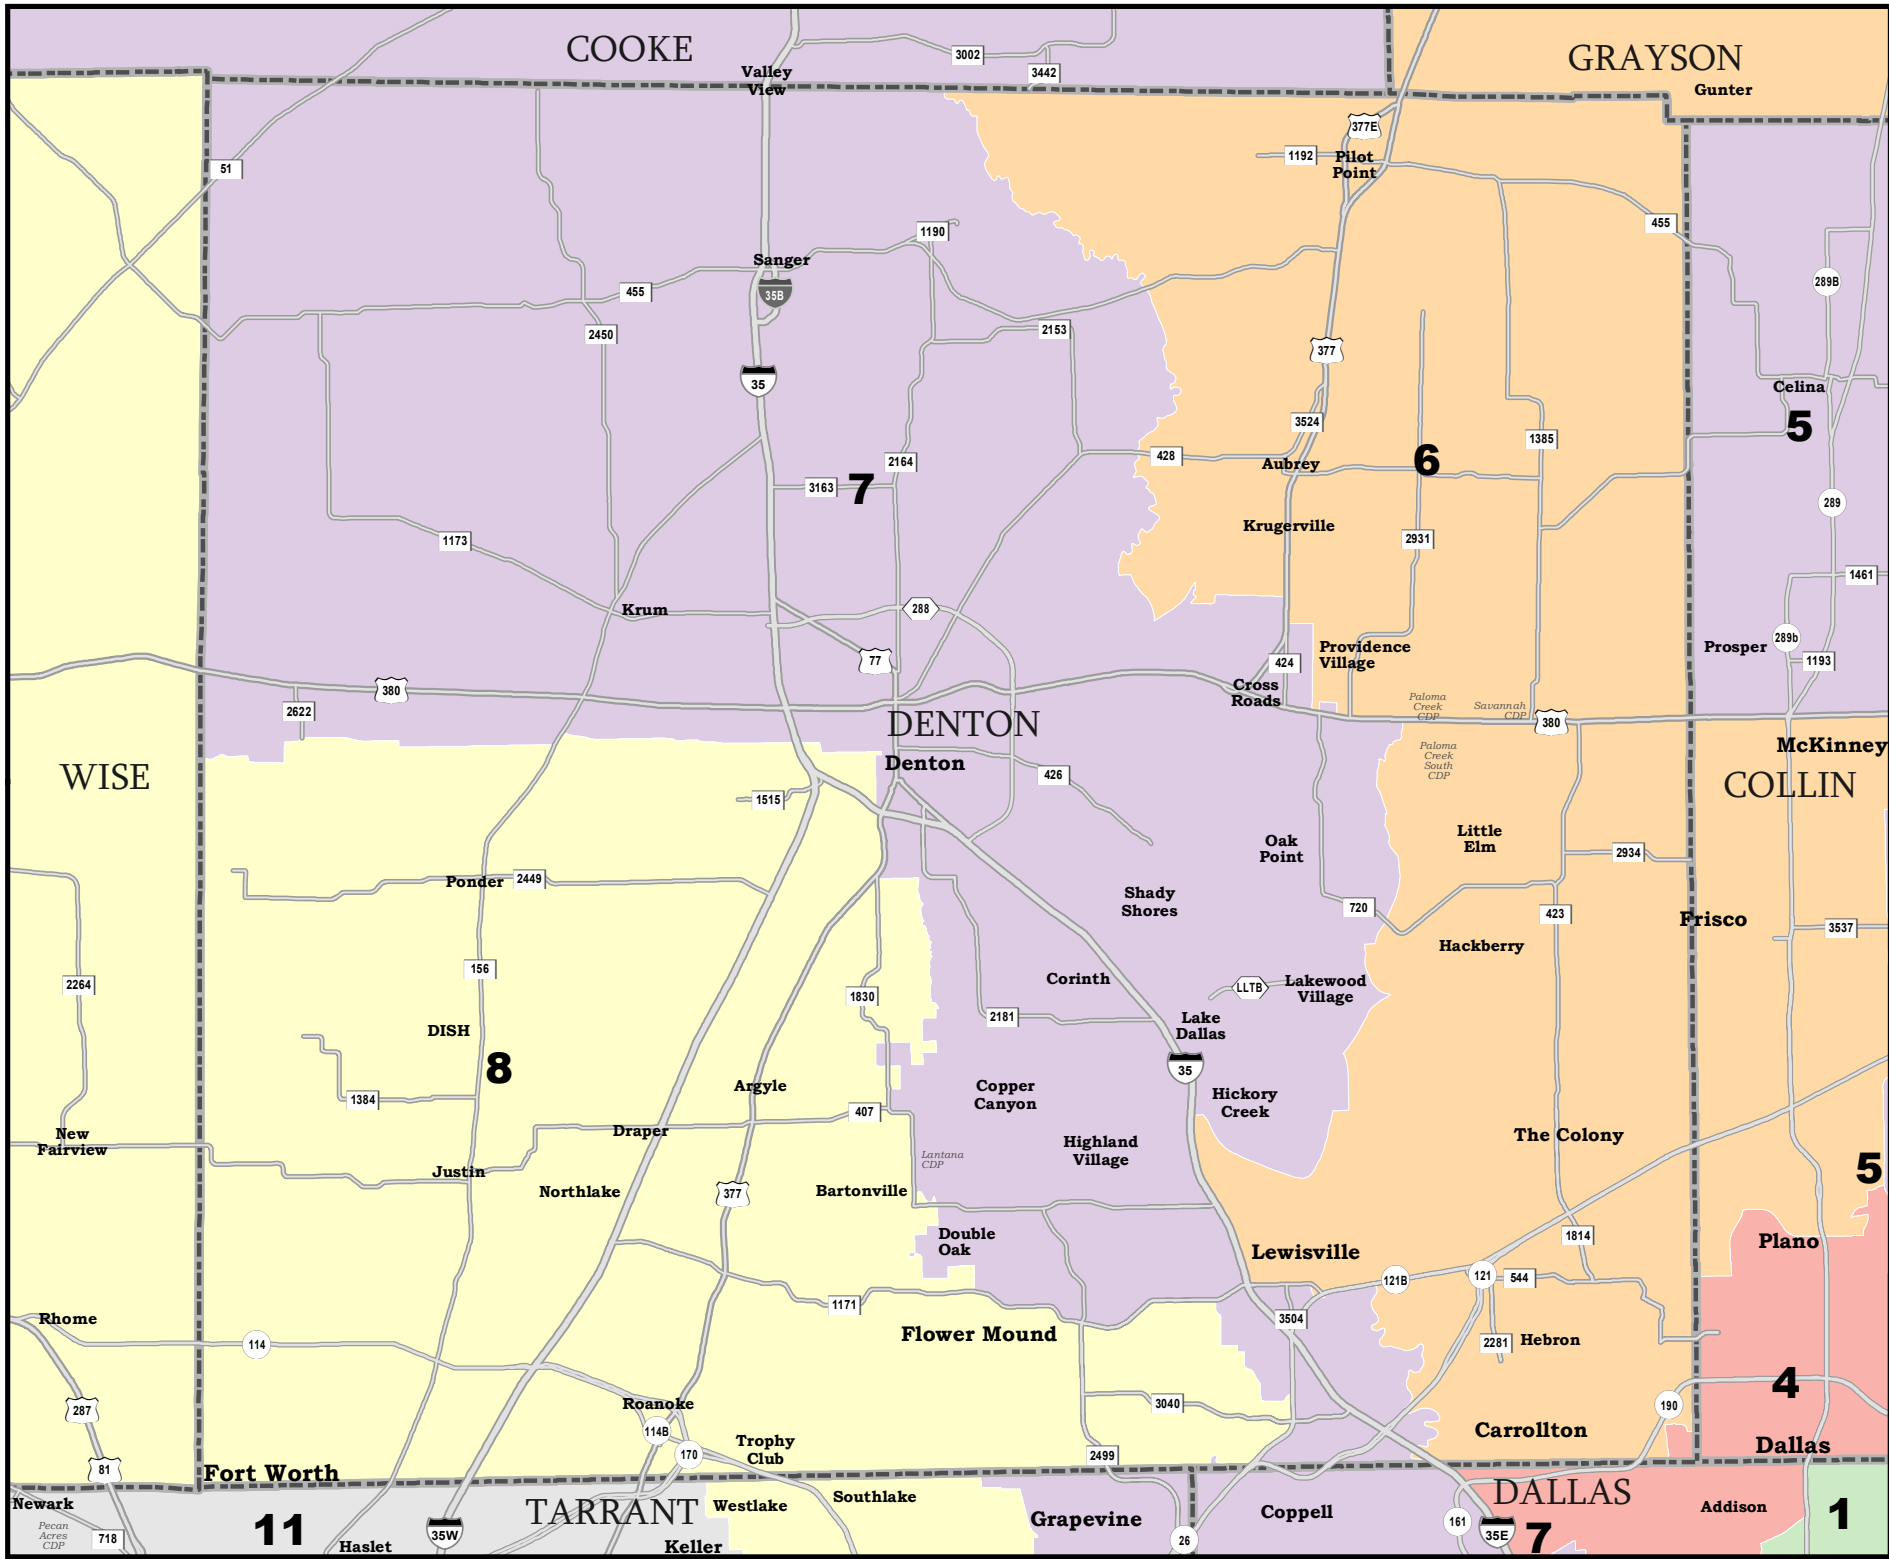 COOKE
GRAYSON
3002
Valley
View
3442
Gunter
377E
1192
Pilot
Point
51
455
1190
Sanger
289B
35B
455
2450
2153
377
35
Celina
3524
5
1385
428
2164
Aubrey
6
3163
7
289
Krugerville
2931
1173
1461
Krum
288
289b
Providence
Village
Prosper
77
424
1193
380
Cross
Roads
Paloma
Creek
CDP
Savannah
CDP
2622
380
DENTON
McKinney
Paloma
Creek
South
CDP
WISE
Denton
426
COLLIN
1515
Little
Elm
Oak
Point
2934
Ponder
2449
Shady
Shores
720
423
Frisco
3537
Hackberry
156
2264
Corinth
LLTB
Lakewood
Village
1830
2181
Lake
Dallas
DISH
8
35
Argyle
Copper
Canyon
Hickory
Creek
1384
407
New
Fairview
Draper
The Colony
Highland
Village
Lantana
CDP
Justin
5
Northlake
377
Bartonville
Double
Oak
1814
Plano
Lewisville
121B
121
544
1171
Rhome
3504
114
Flower Mound
2281
Hebron
4
287
Roanoke
3040
190
114B
Carrollton
Trophy
Club
170
2499
Dallas
81
Fort Worth
Newark
TARRANT
Westlake
Southlake
DALLAS
Addison
1
Pecan
Acres
CDP
718
11
Haslet
35W
Keller
Grapevine
26
Coppell
161
35E
7